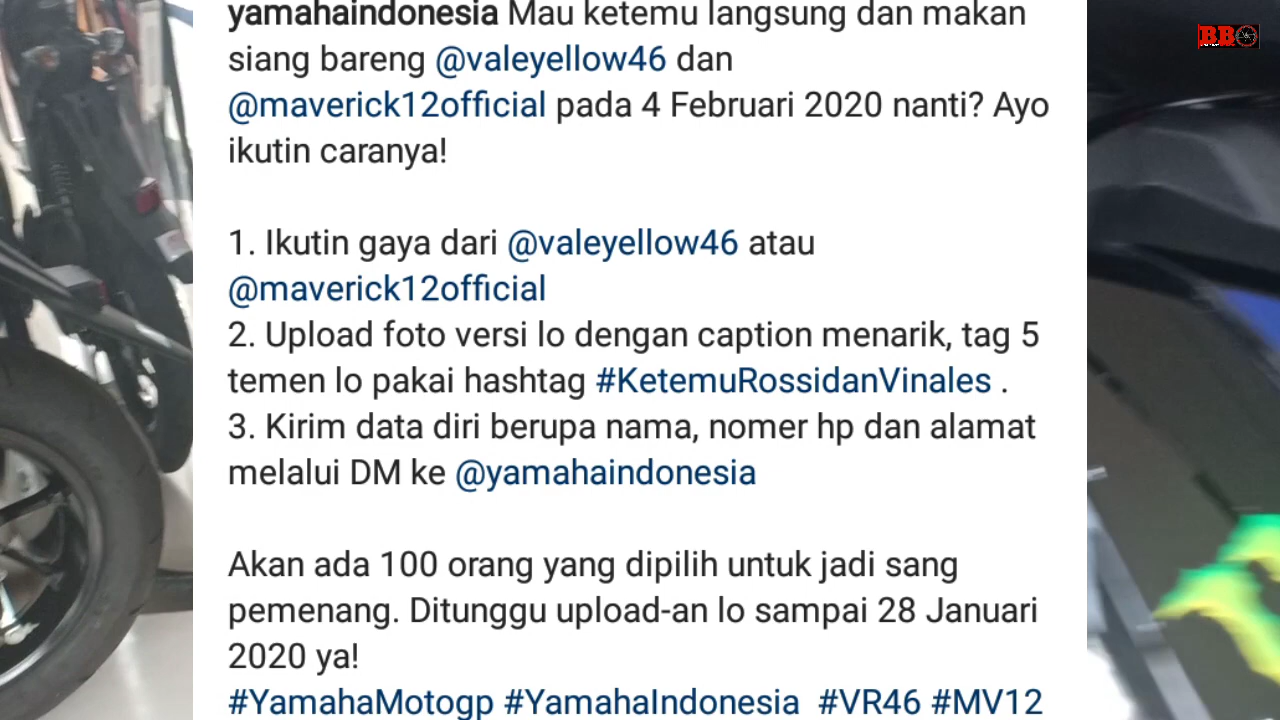 BB
yamahaindonesia Mau ketemu langsung dan makan
siang bareng @valeyellow46 dan
@maverick12official pada 4 Februari 2020 nanti? Ayo
ikutin caranya!
1. Ikutin gaya dari @valeyellow46 atau
@maverick12official
2. Upload foto versi lo dengan caption menarik, tag 5
temen lo pakai hashtag #KetemuRossidanVinales .
3. Kirim data diri berupa nama, nomer hp dan alamat
melalui DM ke @yamahaindonesia
Akan ada 100 orang yang dipilih untuk jadi sang
pemenang. Ditunggu upload-an lo sampai 28 Januari
2020 ya!
#YamahaMotogp #YamahaIndonesia #VR46 #MV12